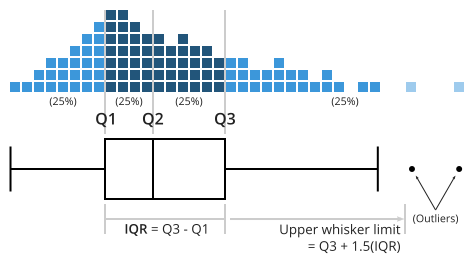 (25%) (25%) (25%) (25%)
Q1 Q2 Q3
(Outliers)
IQR = Q3 - Q1
Upper whisker limit
= Q3 + 1.5(IQR)